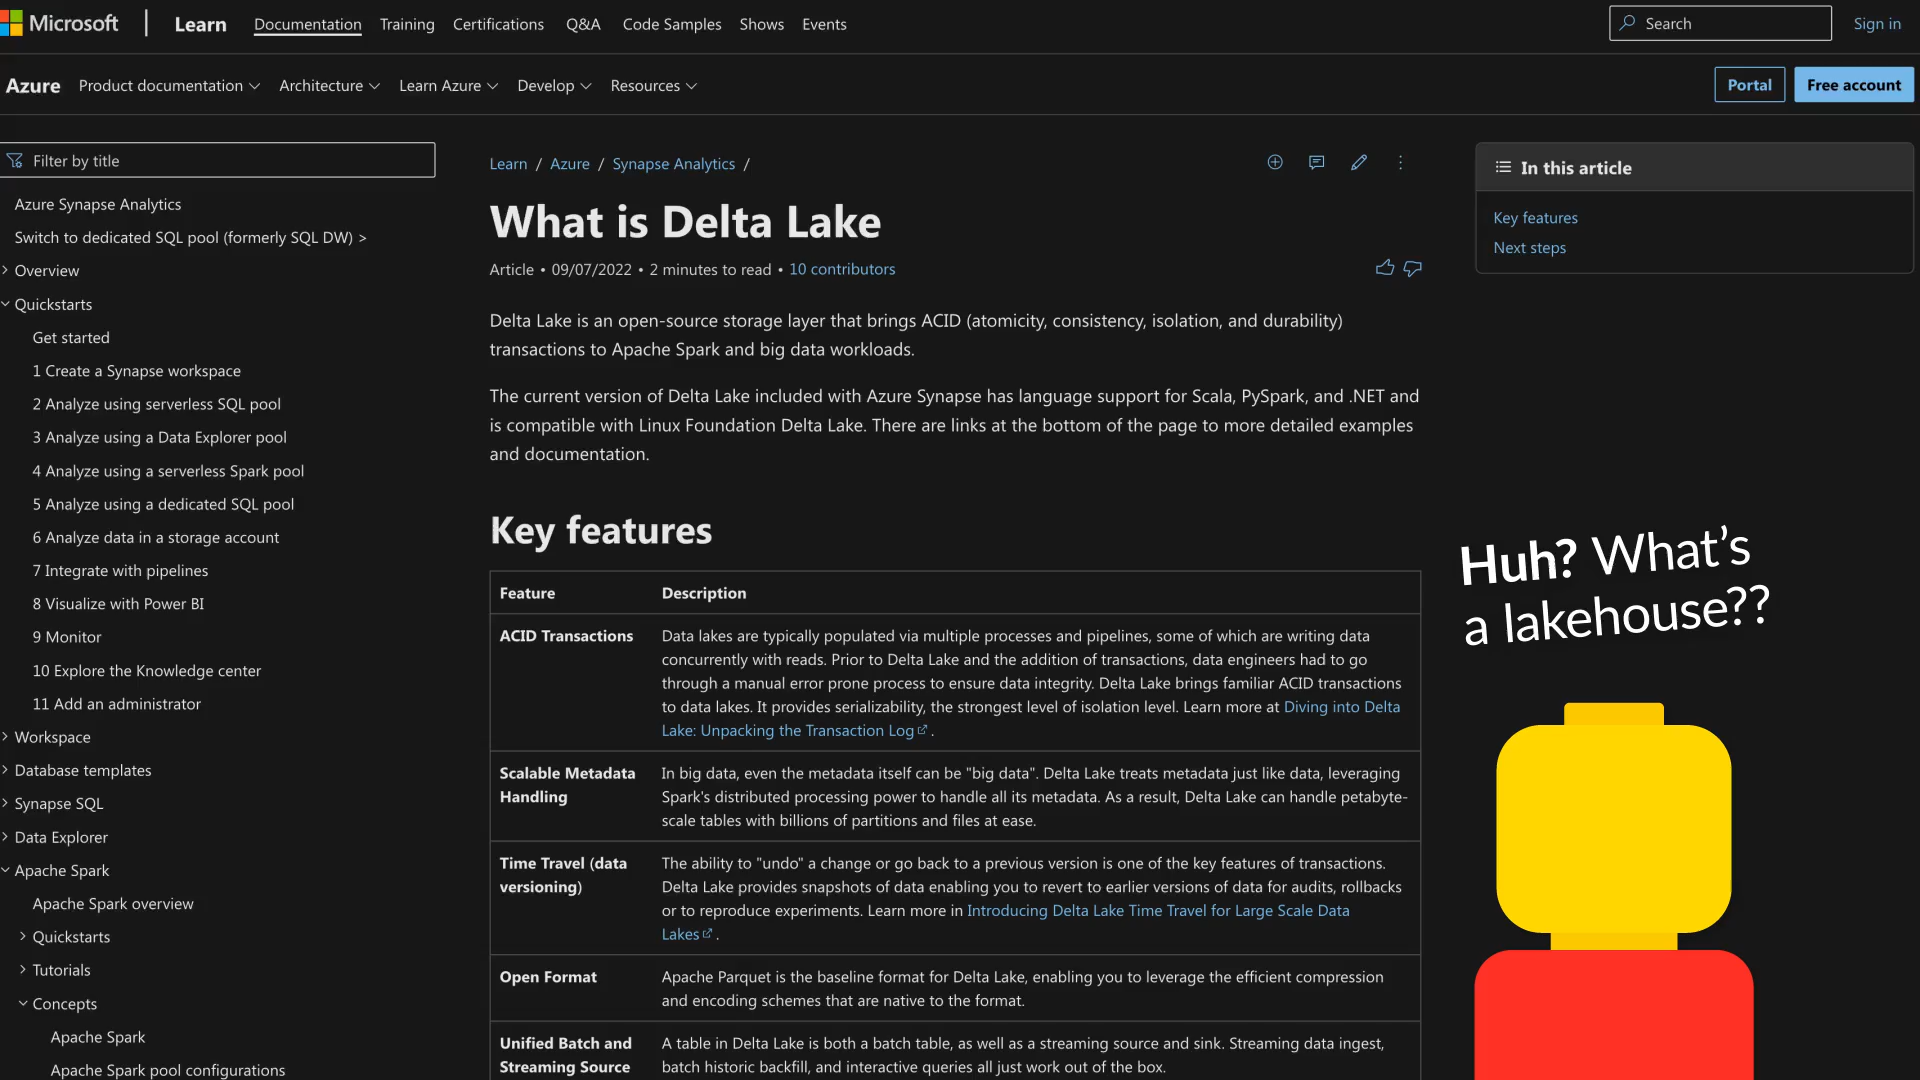 Microsoft
Learn
Documentation
Training
Certifications
Q&A
Code Samples
Shows
Events
Search
Sign in
Azure
Product documentation
Architecture
Learn Azure
Develop
Resources
Portal
Free account
Filter by title
Azure Synapse Analytics
Switch to dedicated SQL pool (formerly SQL DW) >
Overview
Quickstarts
Get started
1 Create a Synapse workspace
2 Analyze using serverless SQL pool
3 Analyze using a Data Explorer pool
4 Analyze using a serverless Spark pool
5 Analyze using a dedicated SQL pool
6 Analyze data in a storage account
7 Integrate with pipelines
8 Visualize with Power BI
9 Monitor
10 Explore the Knowledge center
11 Add an administrator
Workspace
Database templates
Synapse SQL
Data Explorer
Apache Spark
Apache Spark overview
Quickstarts
Tutorials
Concepts
Apache Spark
Apache Spark pool configurations
Learn / Azure / Synapse Analytics /
What is Delta Lake
Article • 09/07/2022 • 2 minutes to read • 10 contributors
Delta Lake is an open-source storage layer that brings ACID (atomicity, consistency, isolation, and durability)
transactions to Apache Spark and big data workloads.
The current version of Delta Lake included with Azure Synapse has language support for Scala, PySpark, and .NET and
is compatible with Linux Foundation Delta Lake. There are links at the bottom of the page to more detailed examples
and documentation.
Key features
Feature
Description
ACID Transactions
Data lakes are typically populated via multiple processes and pipelines, some of which are writing data
concurrently with reads. Prior to Delta Lake and the addition of transactions, data engineers had to go
through a manual error prone process to ensure data integrity. Delta Lake brings familiar ACID transactions
to data lakes. It provides serializability, the strongest level of isolation level. Learn more at Diving into Delta
Lake: Unpacking the Transaction Log .
Scalable Metadata
Handling
In big data, even the metadata itself can be "big data". Delta Lake treats metadata just like data, leveraging
Spark's distributed processing power to handle all its metadata. As a result, Delta Lake can handle petabyte-
scale tables with billions of partitions and files at ease.
Time Travel (data
versioning)
The ability to "undo" a change or go back to a previous version is one of the key features of transactions.
Delta Lake provides snapshots of data enabling you to revert to earlier versions of data for audits, rollbacks
or to reproduce experiments. Learn more in Introducing Delta Lake Time Travel for Large Scale Data
Lakes .
Open Format
Apache Parquet is the baseline format for Delta Lake, enabling you to leverage the efficient compression
and encoding schemes that are native to the format.
Unified Batch and
Streaming Source
A table in Delta Lake is both a batch table, as well as a streaming source and sink. Streaming data ingest,
batch historic backfill, and interactive queries all just work out of the box.
In this article
Key features
Next steps
Huh? What's
a lakehouse??